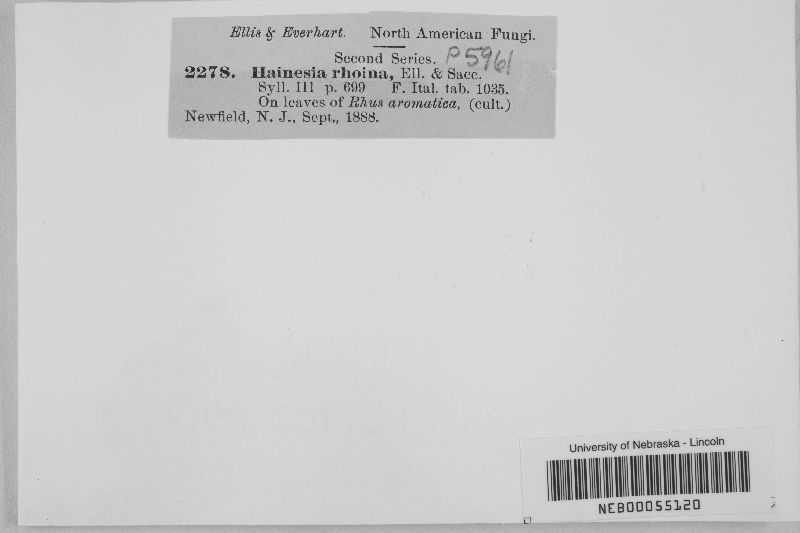 Ellis & Everhart. North American Fungi.
Second Series. P5961
2278. Hainesia rhoina, Ell. & Sacc.
Syll. III p. 699 F. Ital. tab. 1035.
On leaves of Rhus aromatica, (cult.)
Newfield, N. J., Sept., 1888.
University of Nebraska - Lincoln
NEB00055120